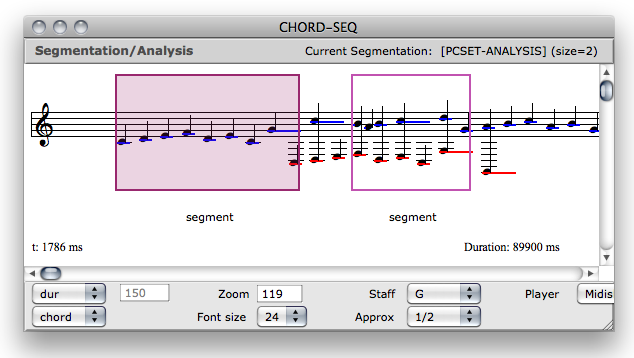 CHORD-SEQ
Segmentation/Analysis Current Segmentation: [PCSET-ANALYSIS] (size=2)
segment segment
t: 1786 ms Duration: 89900 ms
dur 150 Zoom 119 Staff G Player Midis
chord Font size 24 Approx 1/2